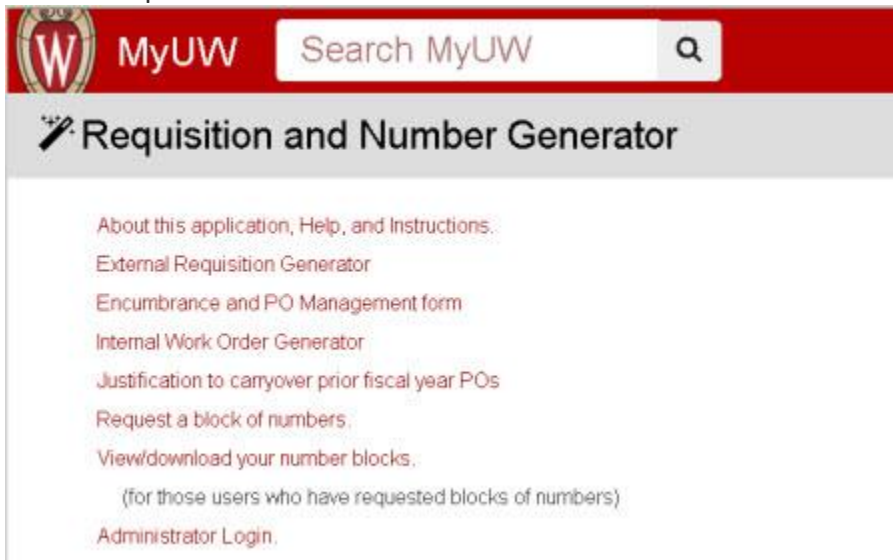 W MyUW Search MyUW
Requisition and Number Generator
About this application, Help, and Instructions.
External Requisition Generator
Encumbrance and PO Management form
Internal Work Order Generator
Justification to carryover prior fiscal year POs
Request a block of numbers.
View/download your number blocks.
(for those users who have requested blocks of numbers)
Administrator Login.